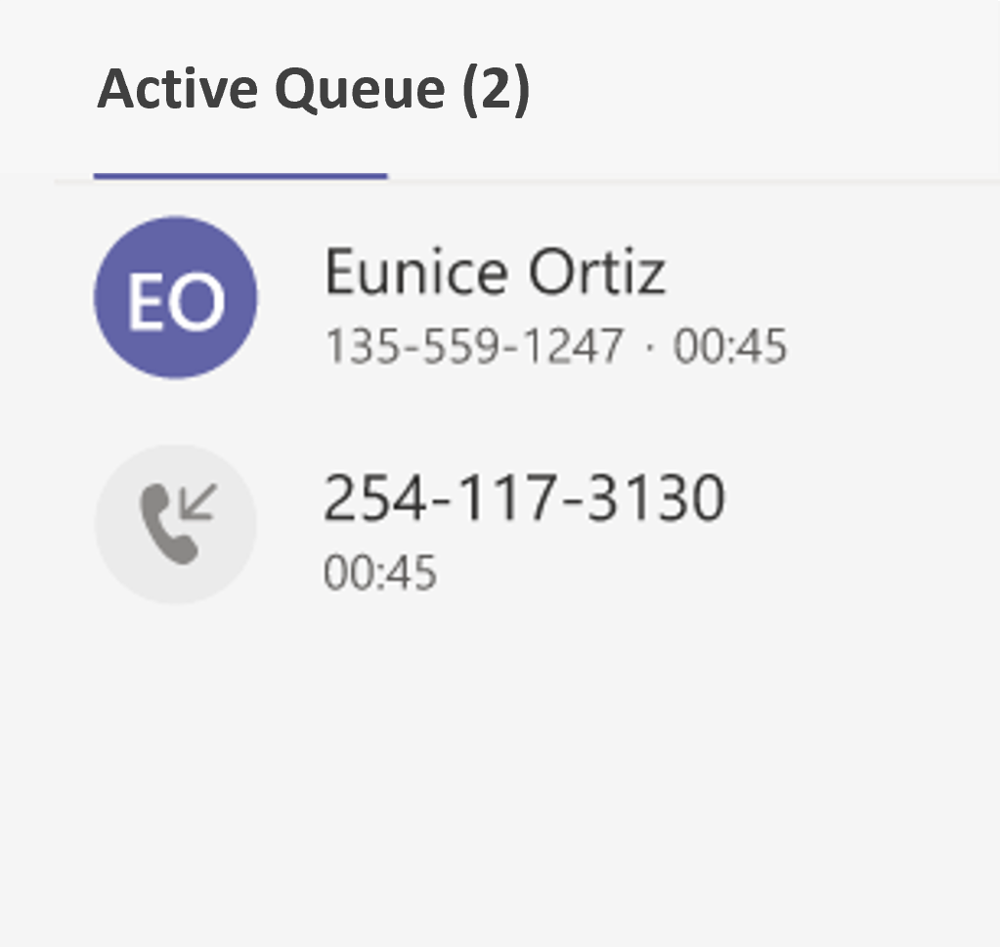 Active Queue (2)
EO
Eunice Ortiz
135-559-1247 · 00:45
254-117-3130
00:45